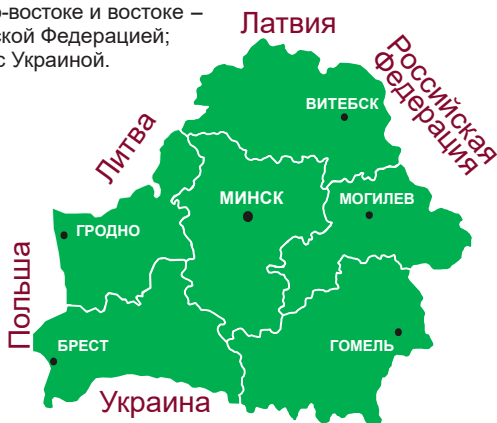 -востоке и востоке –
ской Федерацией;
с Украиной.
Латвия
Российская
Федерация
ВИТЕБСК
Литва
МИНСК
МОГИЛЕВ
ГРОДНО
Польша
БРЕСТ
ГОМЕЛЬ
Украина